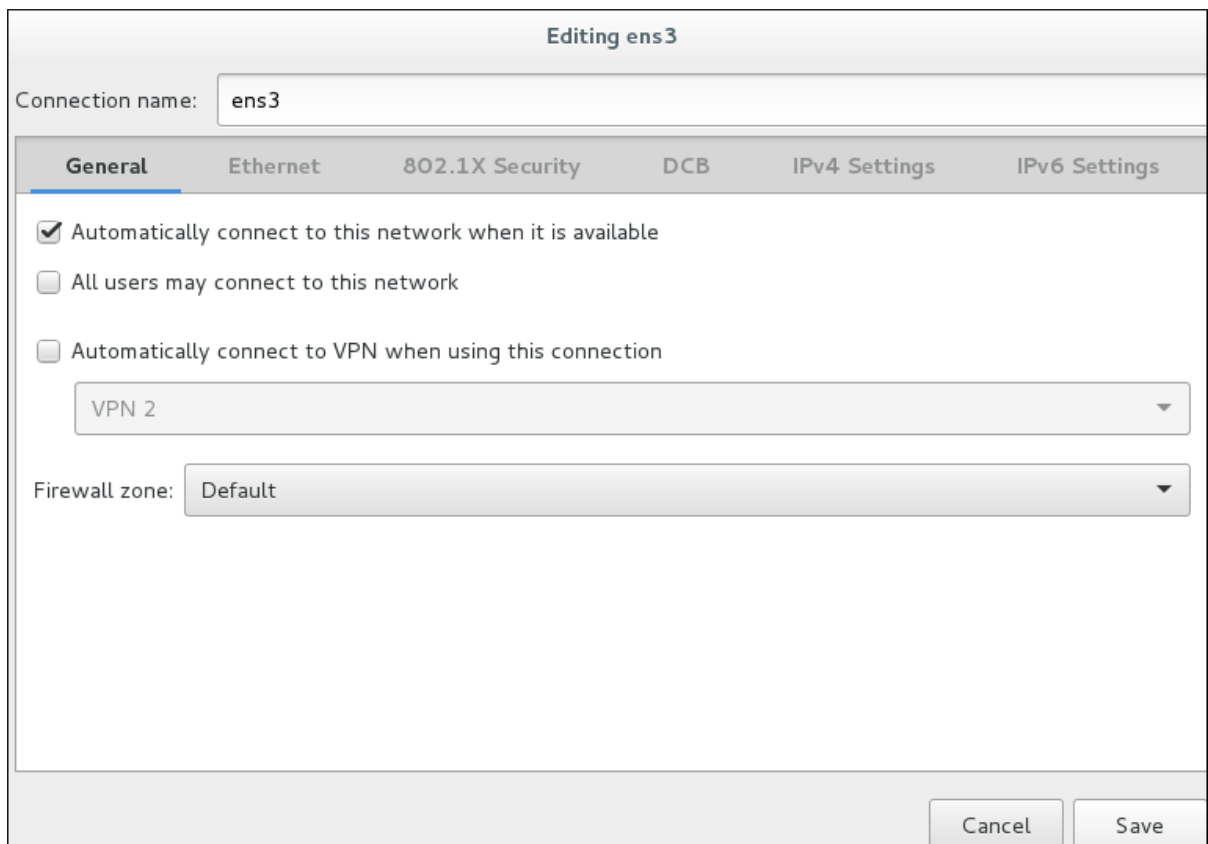 Editing ens3
Connection name: ens3
General Ethernet 802.1X Security DCB IPv4 Settings IPv6 Settings
Automatically connect to this network when it is available
All users may connect to this network
Automatically connect to VPN when using this connection
VPN 2
Firewall zone: Default
Cancel Save